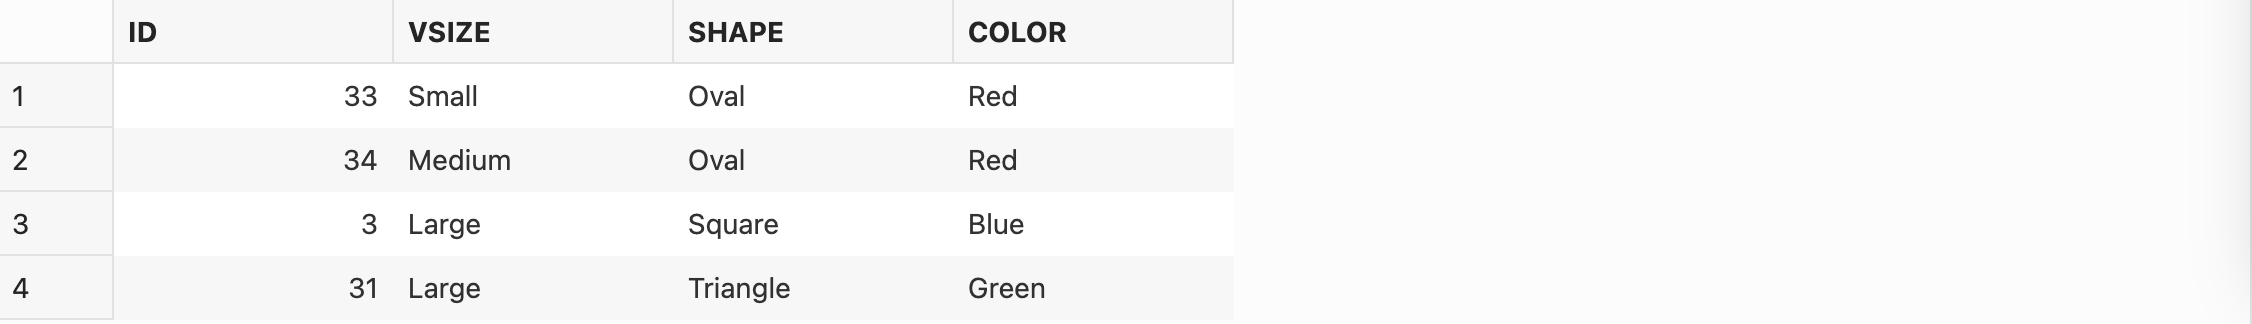 ID VSIZE SHAPE COLOR
1 33 Small Oval Red
2 34 Medium Oval Red
3 3 Large Square Blue
4 31 Large Triangle Green